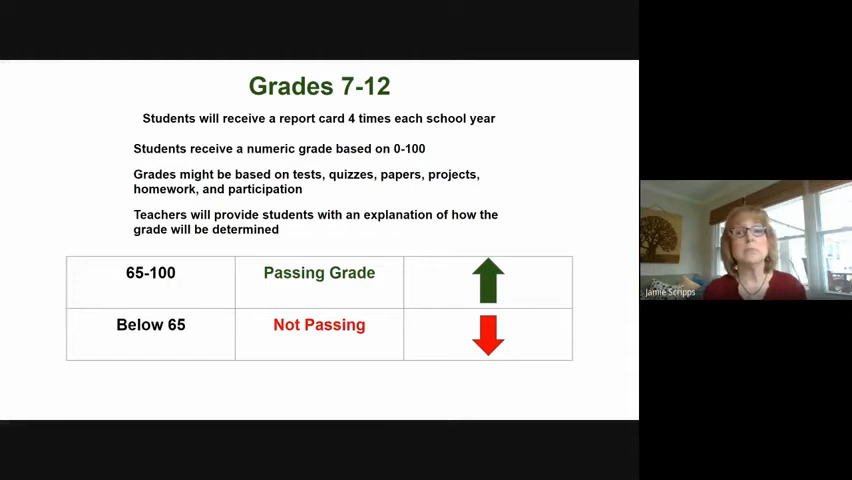 Grades 7-12
Students will receive a report card 4 times each school year
Students receive a numeric grade based on 0-100
Grades might be based on tests, quizzes, papers, projects,
homework, and participation
Teachers will provide students with an explanation of how the
grade will be determined
65-100 Passing Grade
Below 65 Not Passing
Jamie Scripps